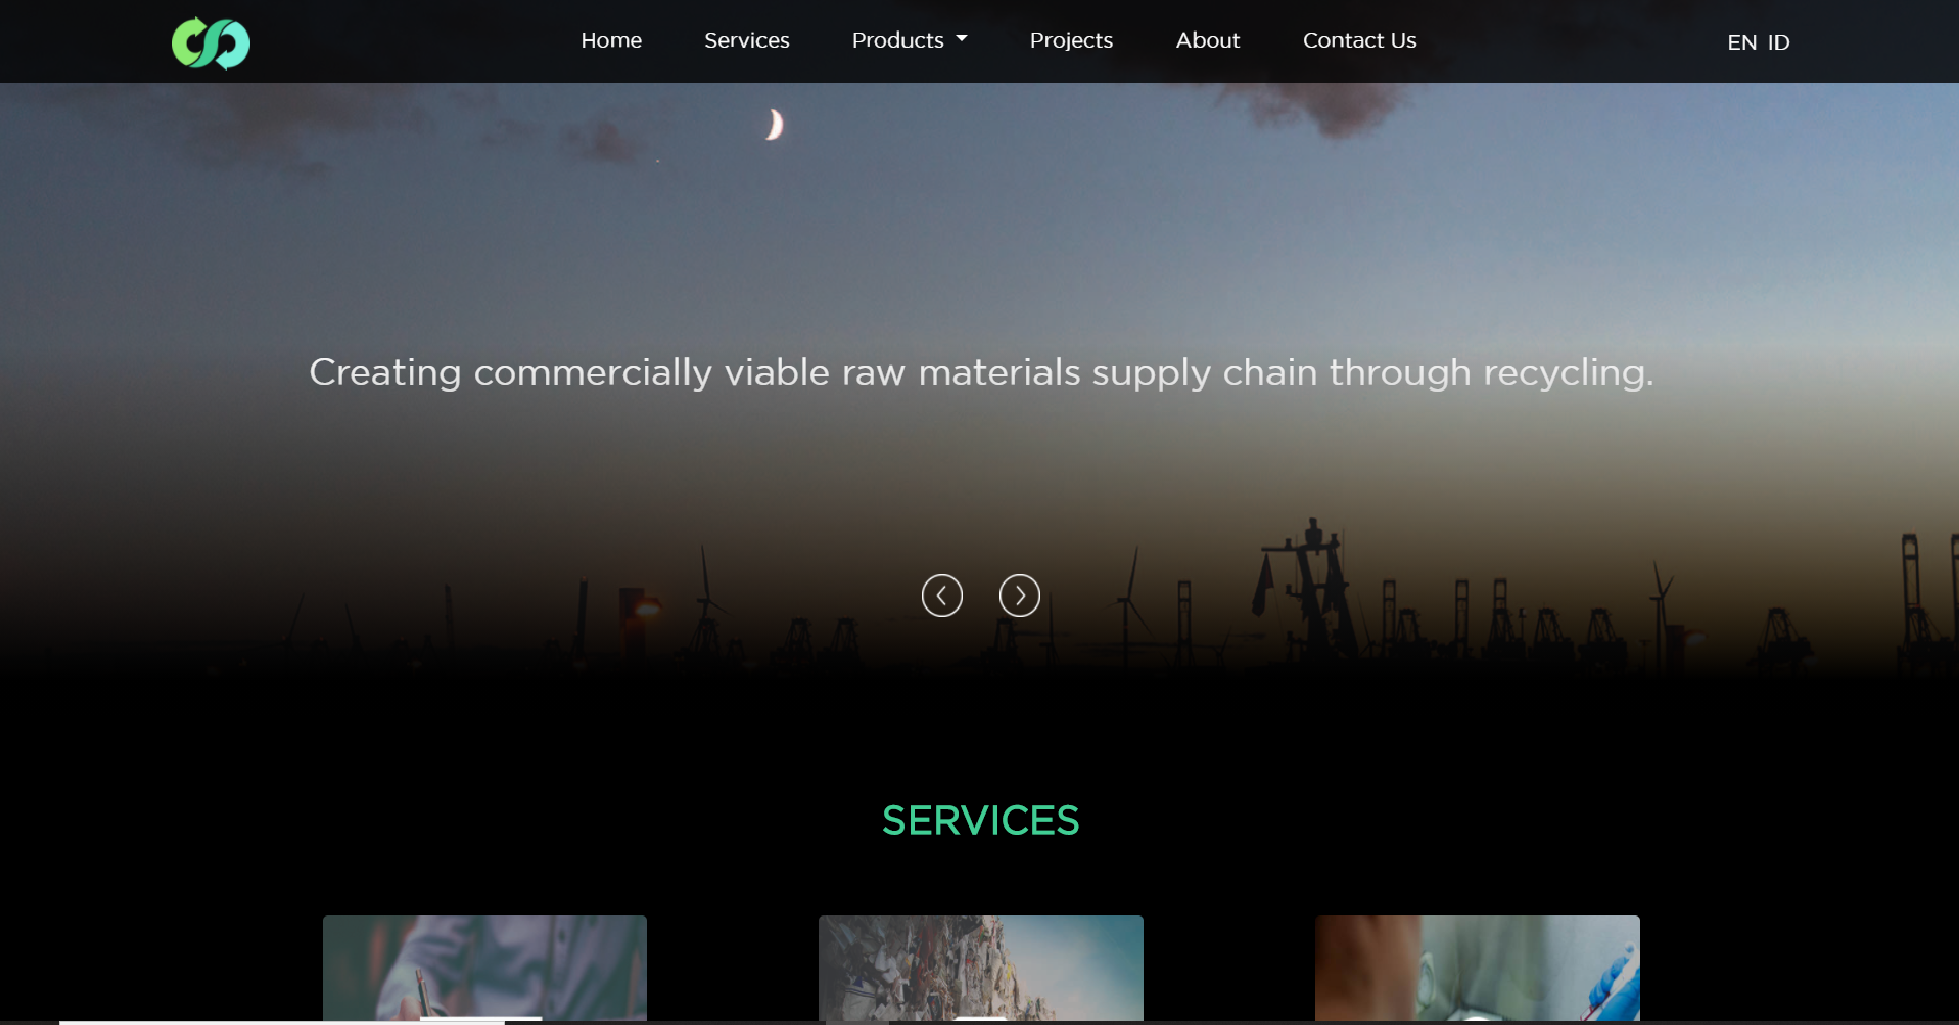 Home Services Products Projects About Contact Us EN ID
Creating commercially viable raw materials supply chain through recycling.
SERVICES